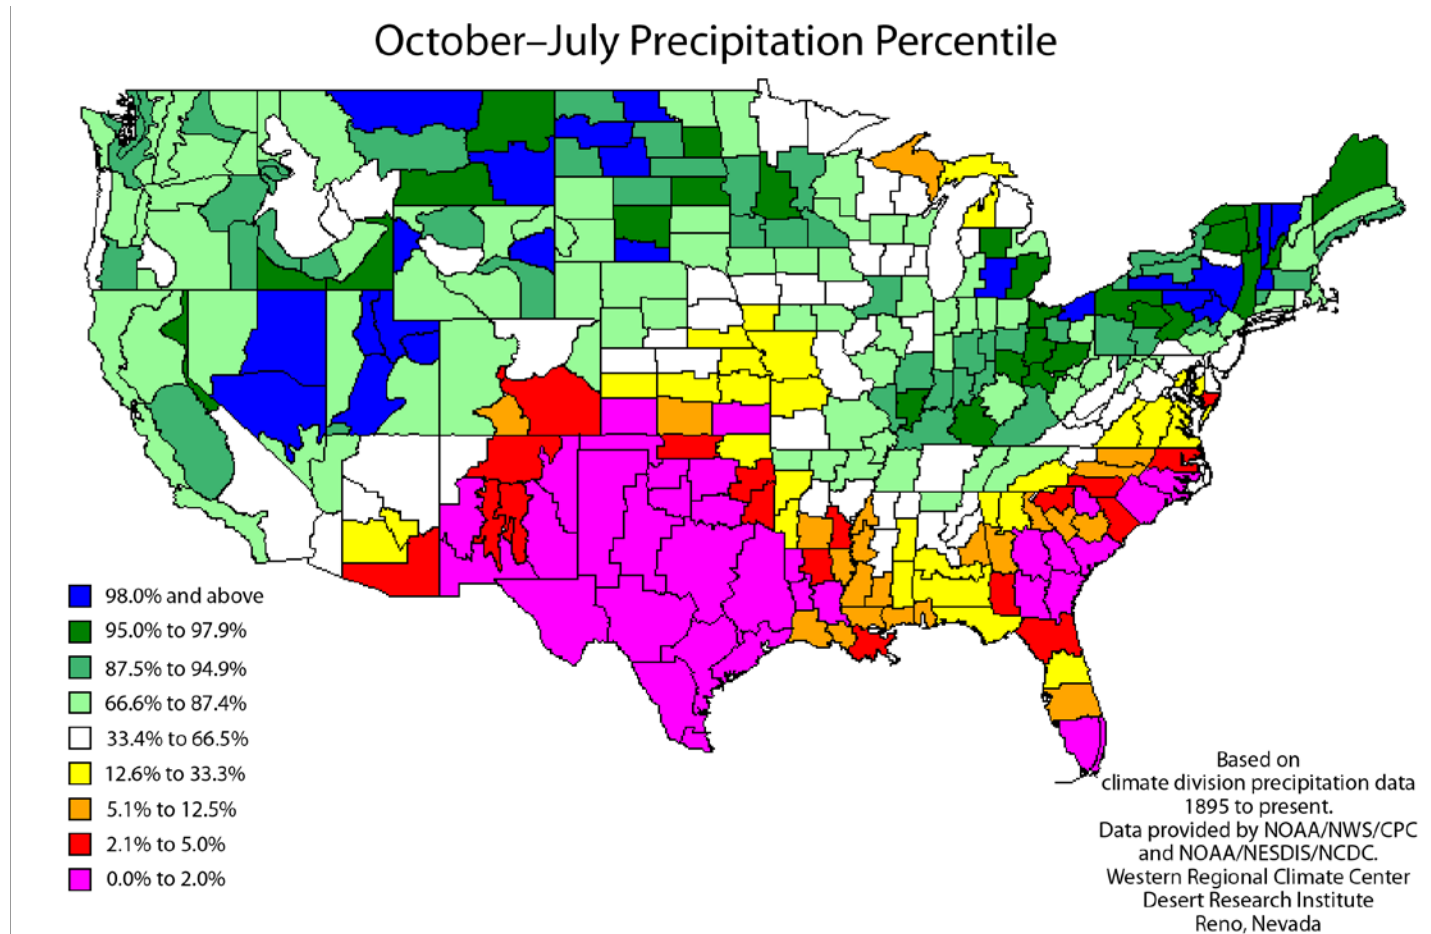 October–July Precipitation Percentile
98.0% and above
95.0% to 97.9%
87.5% to 94.9%
66.6% to 87.4%
33.4% to 66.5%
12.6% to 33.3%
5.1% to 12.5%
2.1% to 5.0%
0.0% to 2.0%
Based on
climate division precipitation data
1895 to present.
Data provided by NOAA/NWS/CPC
and NOAA/NESDIS/NCDC.
Western Regional Climate Center
Desert Research Institute
Reno, Nevada